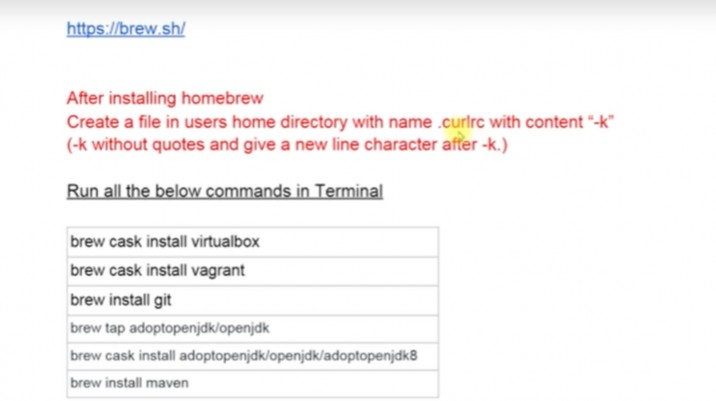 https://brew.sh/
After installing homebrew
Create a file in users home directory with name .curlrc with content “-k”
(-k without quotes and give a new line character after -k.)
Run all the below commands in Terminal
brew cask install virtualbox
brew cask install vagrant
brew install git
brew tap adoptopenjdk/openjdk
brew cask install adoptopenjdk/openjdk/adoptopenjdk8
brew install maven